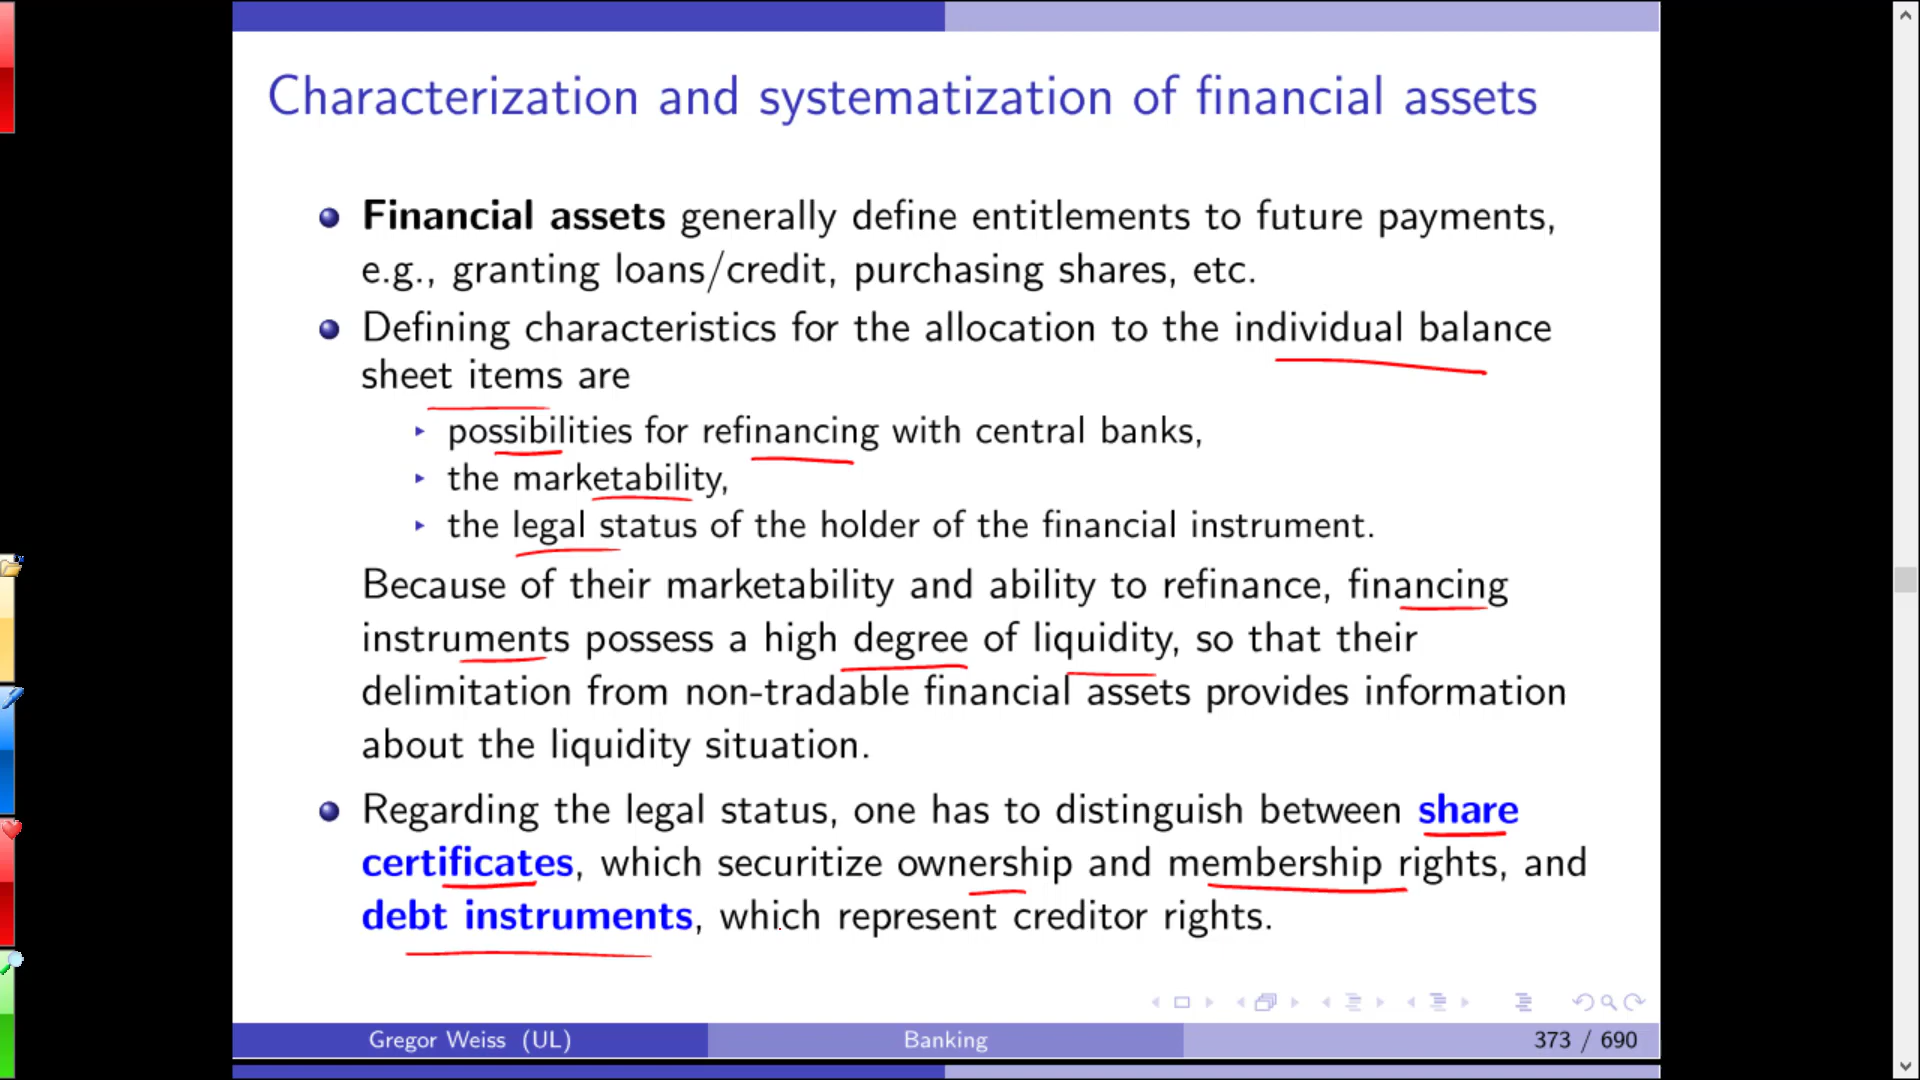 Characterization and systematization of financial assets
Financial assets generally define entitlements to future payments,
e.g., granting loans/credit, purchasing shares, etc.
Defining characteristics for the allocation to the individual balance
sheet items are
possibilities for refinancing with central banks,
the marketability,
the legal status of the holder of the financial instrument.
Because of their marketability and ability to refinance, financing
instruments possess a high degree of liquidity, so that their
delimitation from non-tradable financial assets provides information
about the liquidity situation.
Regarding the legal status, one has to distinguish between share
certificates, which securitize ownership and membership rights, and
debt instruments, which represent creditor rights.
Gregor Weiss (UL)
Banking
373 / 690